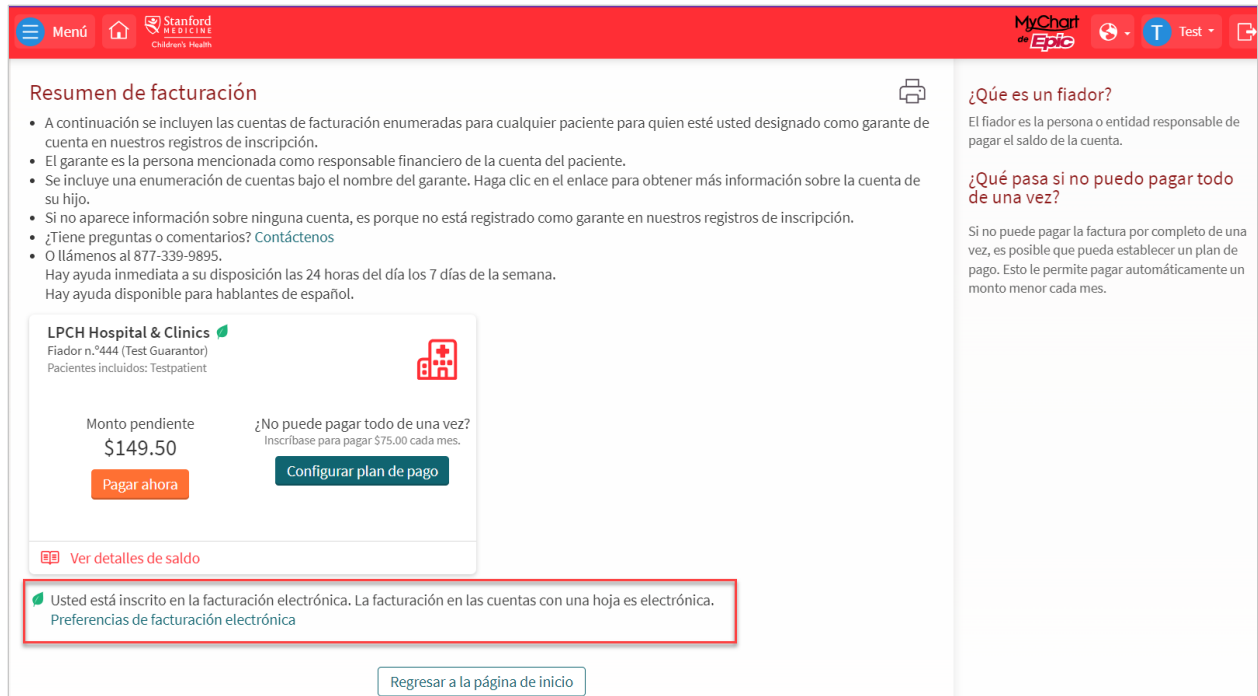 Menú
Stanford
MEDICINE
Children's Health
MyChart
de Epic
T Test
Resumen de facturación
• A continuación se incluyen las cuentas de facturación enumeradas para cualquier paciente para quien esté usted designado como garante de
cuenta en nuestros registros de inscripción.
• El garante es la persona mencionada como responsable financiero de la cuenta del paciente.
• Se incluye una enumeración de cuentas bajo el nombre del garante. Haga clic en el enlace para obtener más información sobre la cuenta de
su hijo.
• Si no aparece información sobre ninguna cuenta, es porque no está registrado como garante en nuestros registros de inscripción.
• ¿Tiene preguntas o comentarios? Contáctenos
• O llámenos al 877-339-9895.
Hay ayuda inmediata a su disposición las 24 horas del día los 7 días de la semana.
Hay ayuda disponible para hablantes de español.
LPCH Hospital & Clinics
Fiador n.°444 (Test Guarantor)
Pacientes incluidos: Testpatient
Monto pendiente
$149.50
Pagar ahora
¿No puede pagar todo de una vez?
Inscríbase para pagar $75.00 cada mes.
Configurar plan de pago
Ver detalles de saldo
Usted está inscrito en la facturación electrónica. La facturación en las cuentas con una hoja es electrónica.
Preferencias de facturación electrónica
Regresar a la página de inicio
¿Qúe es un fiador?
El fiador es la persona o entidad responsable de
pagar el saldo de la cuenta.
¿Qué pasa si no puedo pagar todo
de una vez?
Si no puede pagar la factura por completo de una
vez, es posible que pueda establecer un plan de
pago. Esto le permite pagar automáticamente un
monto menor cada mes.